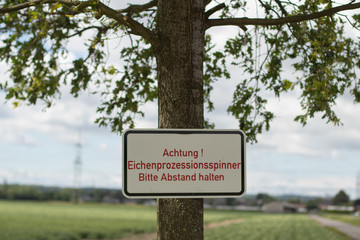 Achtung !
Eichenprozessionsspinner
Bitte Abstand halten